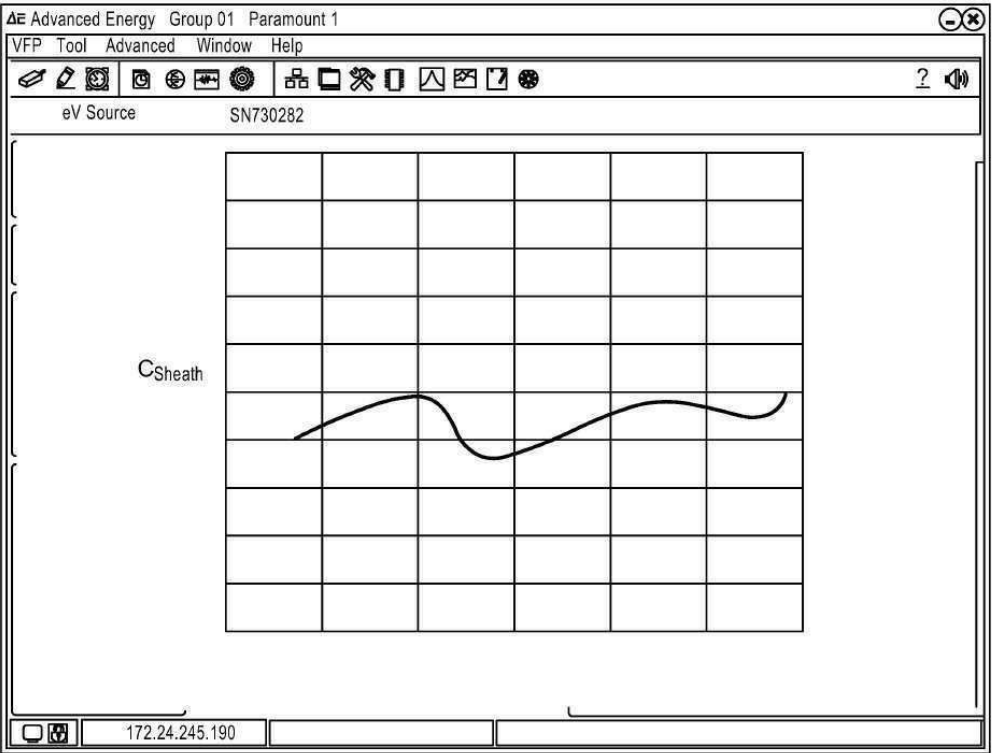 AE Advanced Energy Group 01 Paramount 1
VFP Tool Advanced Window Help
?
eV Source SN730282
CSheath
172.24.245.190